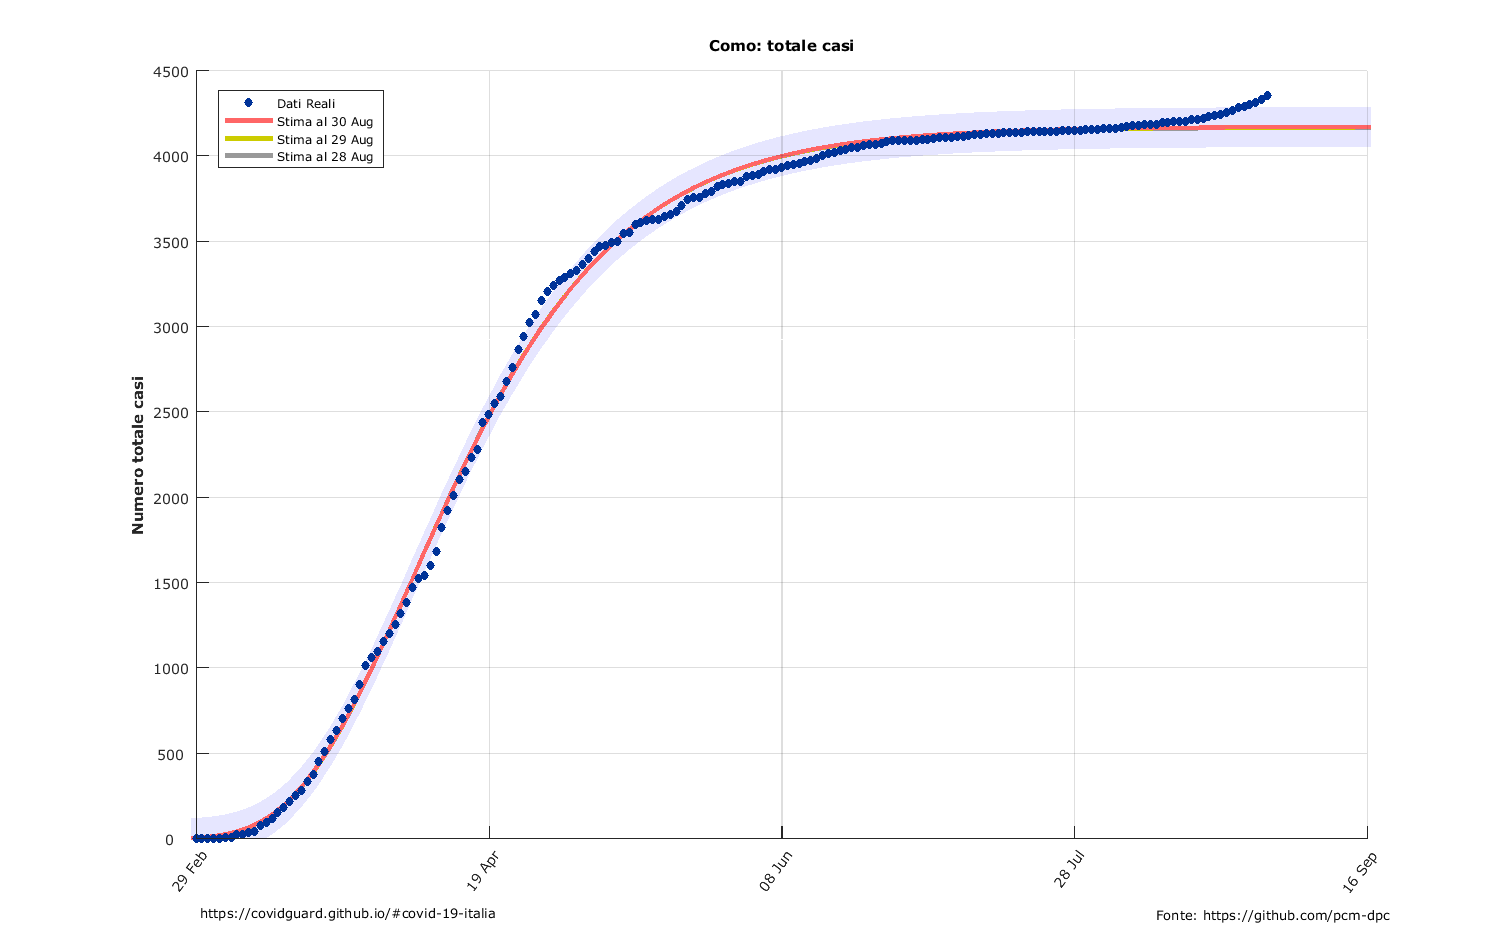 Como: totale casi
4500
4000
3500
3000
2500
2000
1500
1000
500
0
Numero totale casi
Dati Reali
Stima al 30 Aug
Stima al 29 Aug
Stima al 28 Aug
29 Feb
19 Apr
08 Jun
28 Jul
16 Sep
https://covidguard.github.io/#covid-19-italia
Fonte: https://github.com/pcm-dpc